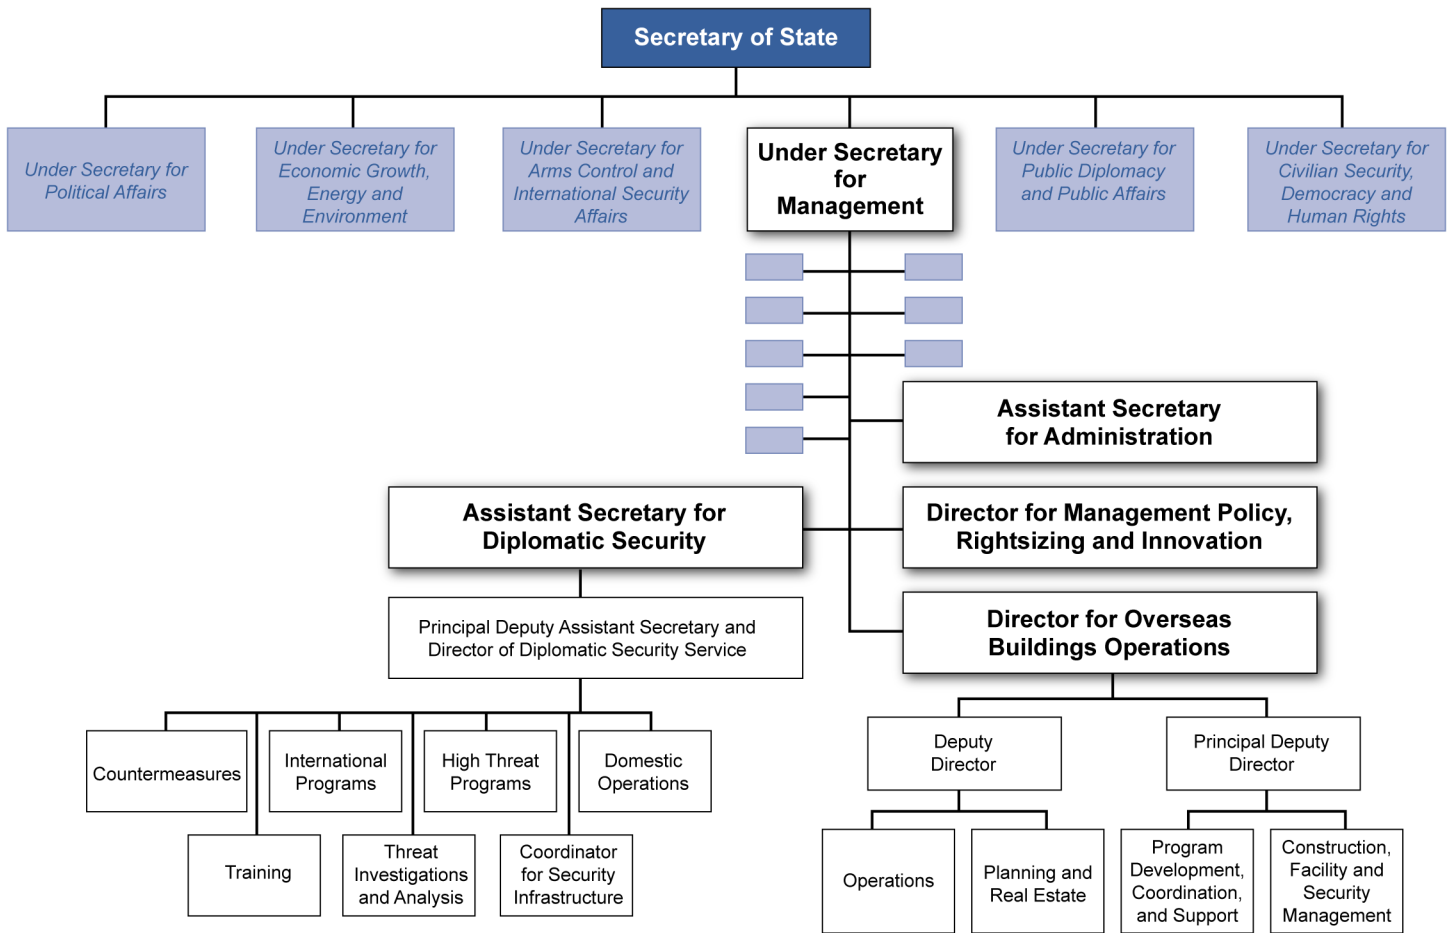 Secretary of State
Under Secretary for
Political Affairs
Under Secretary for
Economic Growth,
Energy and
Environment
Under Secretary for
Arms Control and
International Security
Affairs
Under Secretary
for
Management
Under Secretary for
Public Diplomacy
and Public Affairs
Under Secretary for
Civilian Security,
Democracy and
Human Rights
Assistant Secretary
for Administration
Assistant Secretary for
Diplomatic Security
Director for Management Policy,
Rightsizing and Innovation
Principal Deputy Assistant Secretary and
Director of Diplomatic Security Service
Director for Overseas
Buildings Operations
Countermeasures
International
Programs
High Threat
Programs
Domestic
Operations
Training
Threat
Investigations
and Analysis
Coordinator
for Security
Infrastructure
Deputy
Director
Principal Deputy
Director
Operations
Planning and
Real Estate
Program
Development,
Coordination,
and Support
Construction,
Facility and
Security
Management